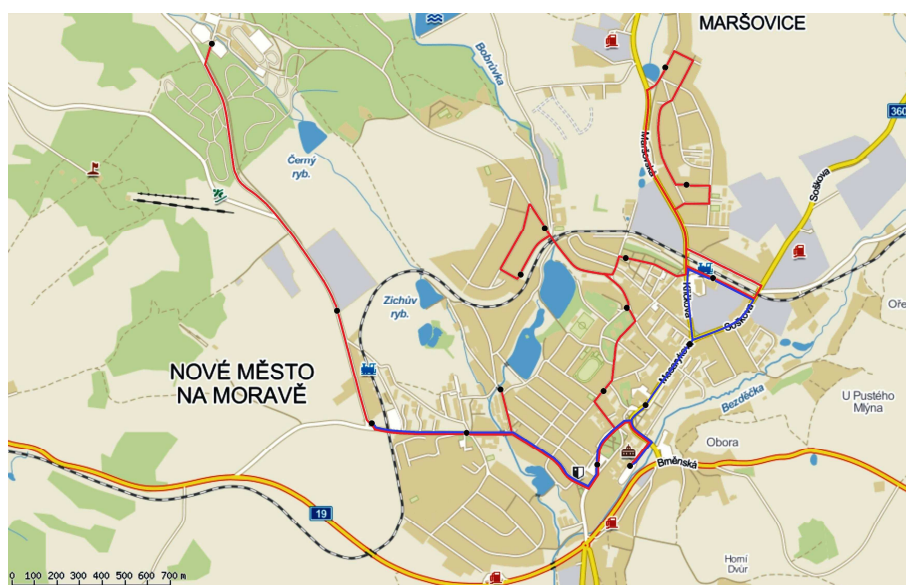 MARŠOVICE
Bobrůvka
360
Maršovská
Soškova
Černý
ryb.
Zichův
ryb.
Křičkova
Soškova
Oře
Masarykov
NOVÉ MĚSTO
NA MORAVĚ
Bezděčka
U Pustého
Mlýna
Obora
Brněnská
19
Horní
Dvůr
0 100 200 300 400 500 600 700 m